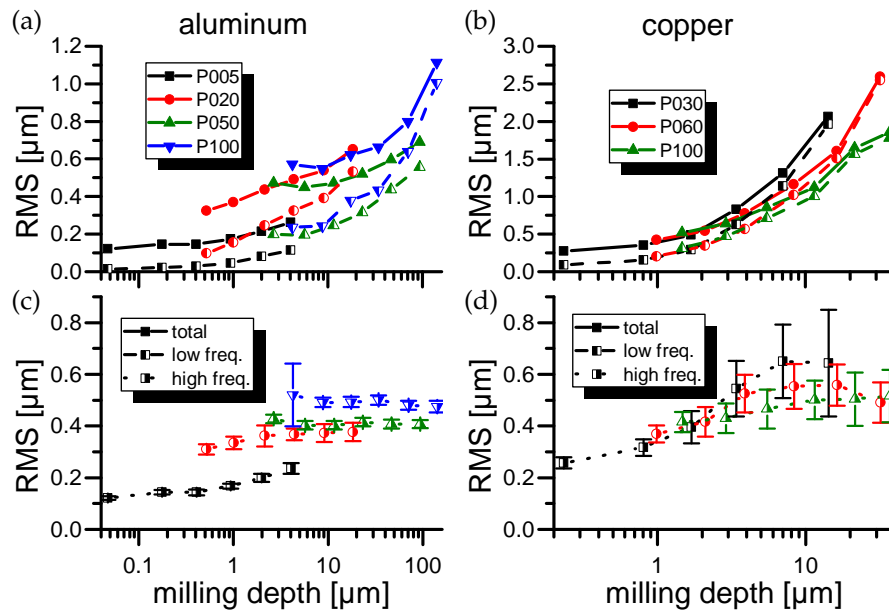 (a) aluminum
(b) copper
RMS [µm]
1.2
1.0
0.8
0.6
0.4
0.2
0.0
P005
P020
P050
P100
RMS [µm]
3.0
2.5
2.0
1.5
1.0
0.5
0.0
P030
P060
P100
(c)
RMS [µm]
0.8
0.6
0.4
0.2
0.0
total
low freq.
high freq.
0.1 1 10 100
milling depth [µm]
(d)
RMS [µm]
0.8
0.6
0.4
0.2
0.0
total
low freq.
high freq.
1 10
milling depth [µm]